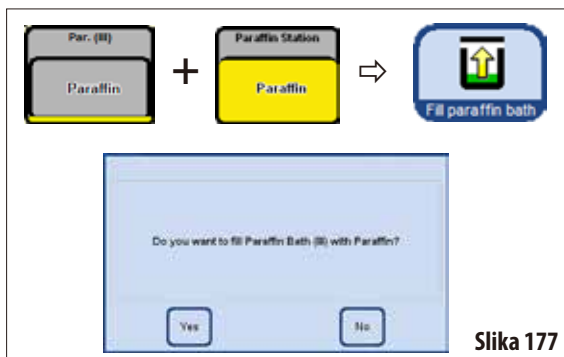 Par. (III)
Paraffin
+
Paraffin Station
Paraffin
⇨
Fill paraffin bath
Do you want to fill Paraffin Bath (III) with Paraffin?
Yes
No
Slika 177